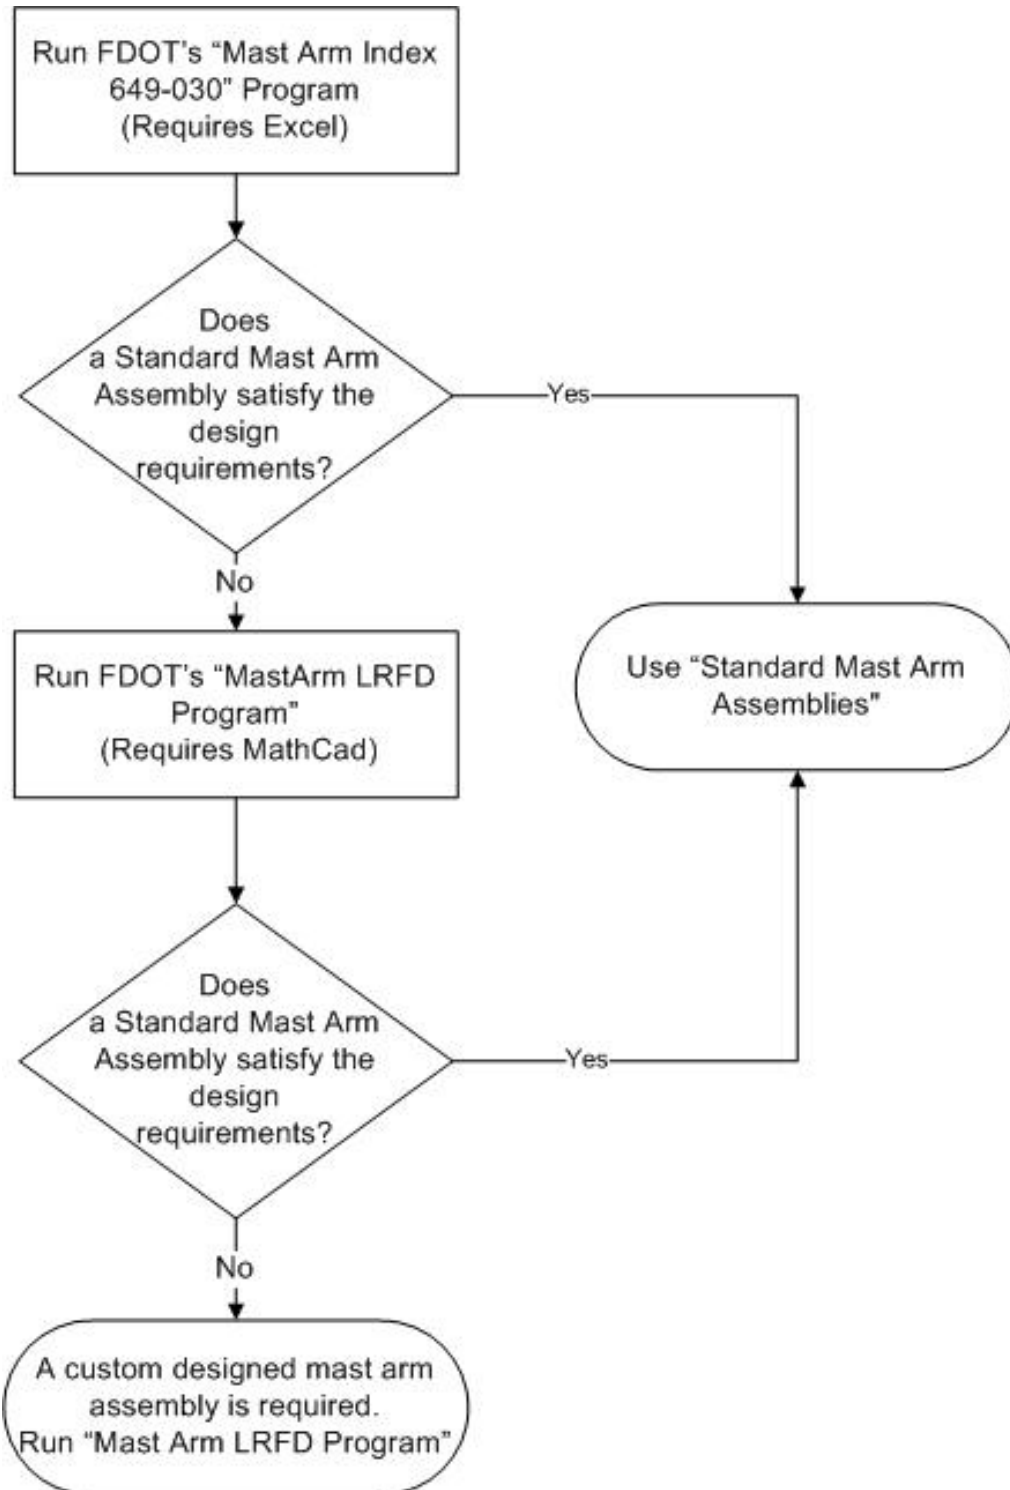 Run FDOT's “Mast Arm Index
649-030” Program
(Requires Excel)
Does
a Standard Mast Arm
Assembly satisfy the
design
requirements?
Yes
No
Use “Standard Mast Arm
Assemblies”
Run FDOT's “MastArm LRFD
Program”
(Requires MathCad)
Does
a Standard Mast Arm
Assembly satisfy the
design
requirements?
Yes
No
A custom designed mast arm
assembly is required.
Run “Mast Arm LRFD Program”